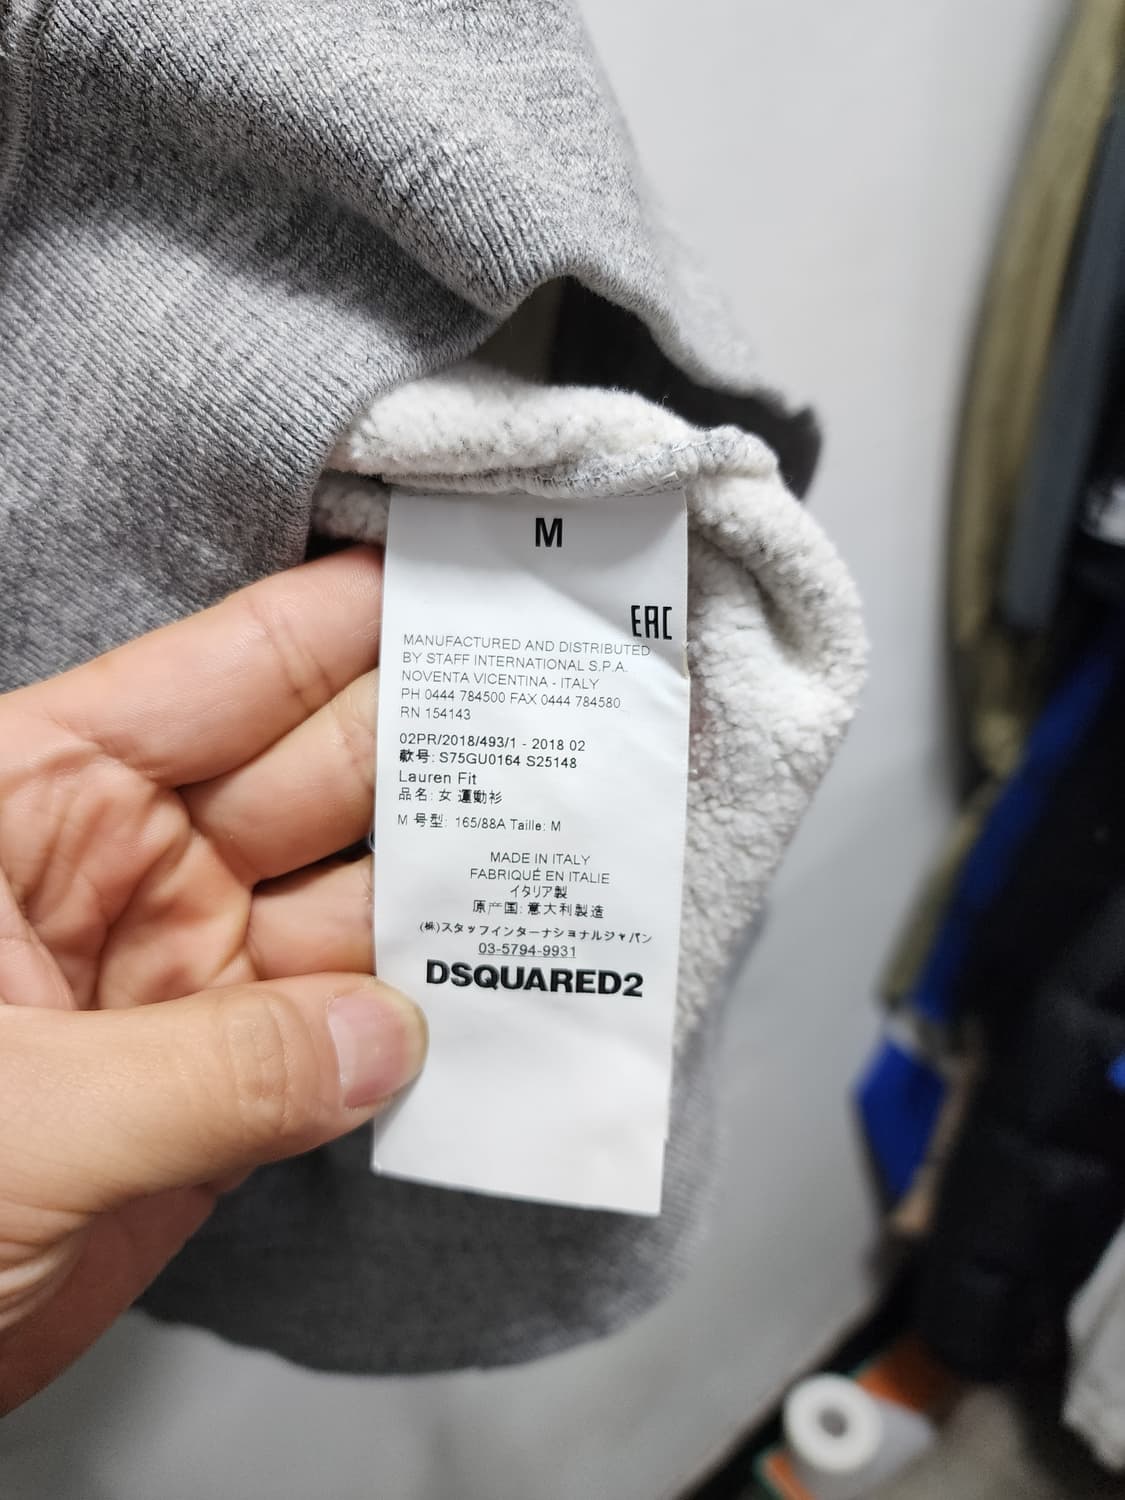 M
EAC
MANUFACTURED AND DISTRIBUTED
BY STAFF INTERNATIONAL S.P.A.
NOVENTA VICENTINA - ITALY
PH 0444 784500 FAX 0444 784580
RN 154143
02PR/2018/493/1 - 2018 02
款号: S75GU0164 S25148
Lauren Fit
品名: 女 運動衫
M 号型: 165/88A Taille: M
MADE IN ITALY
FABRIQUÉ EN ITALIE
イタリア製
原产国: 意大利製造
(株)スタッフインターナショナルジャパン
03-5794-9931
DSQUARED2